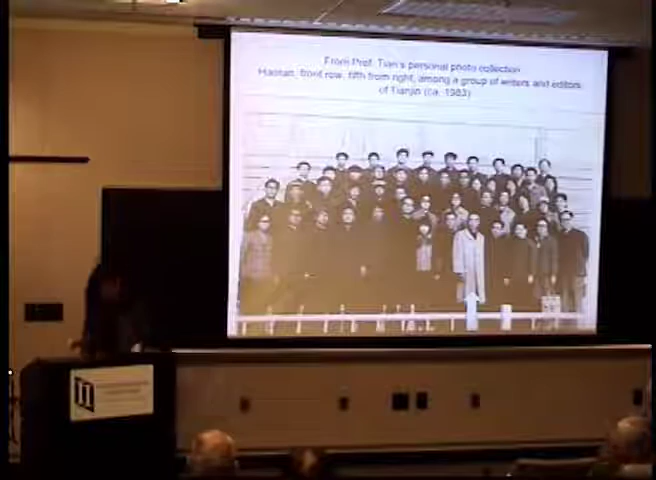 From Prof. Tian's personal photo collection
Haoran, front row, fifth from right, among a group of writers and editors
of Tianjin (ca. 1983)